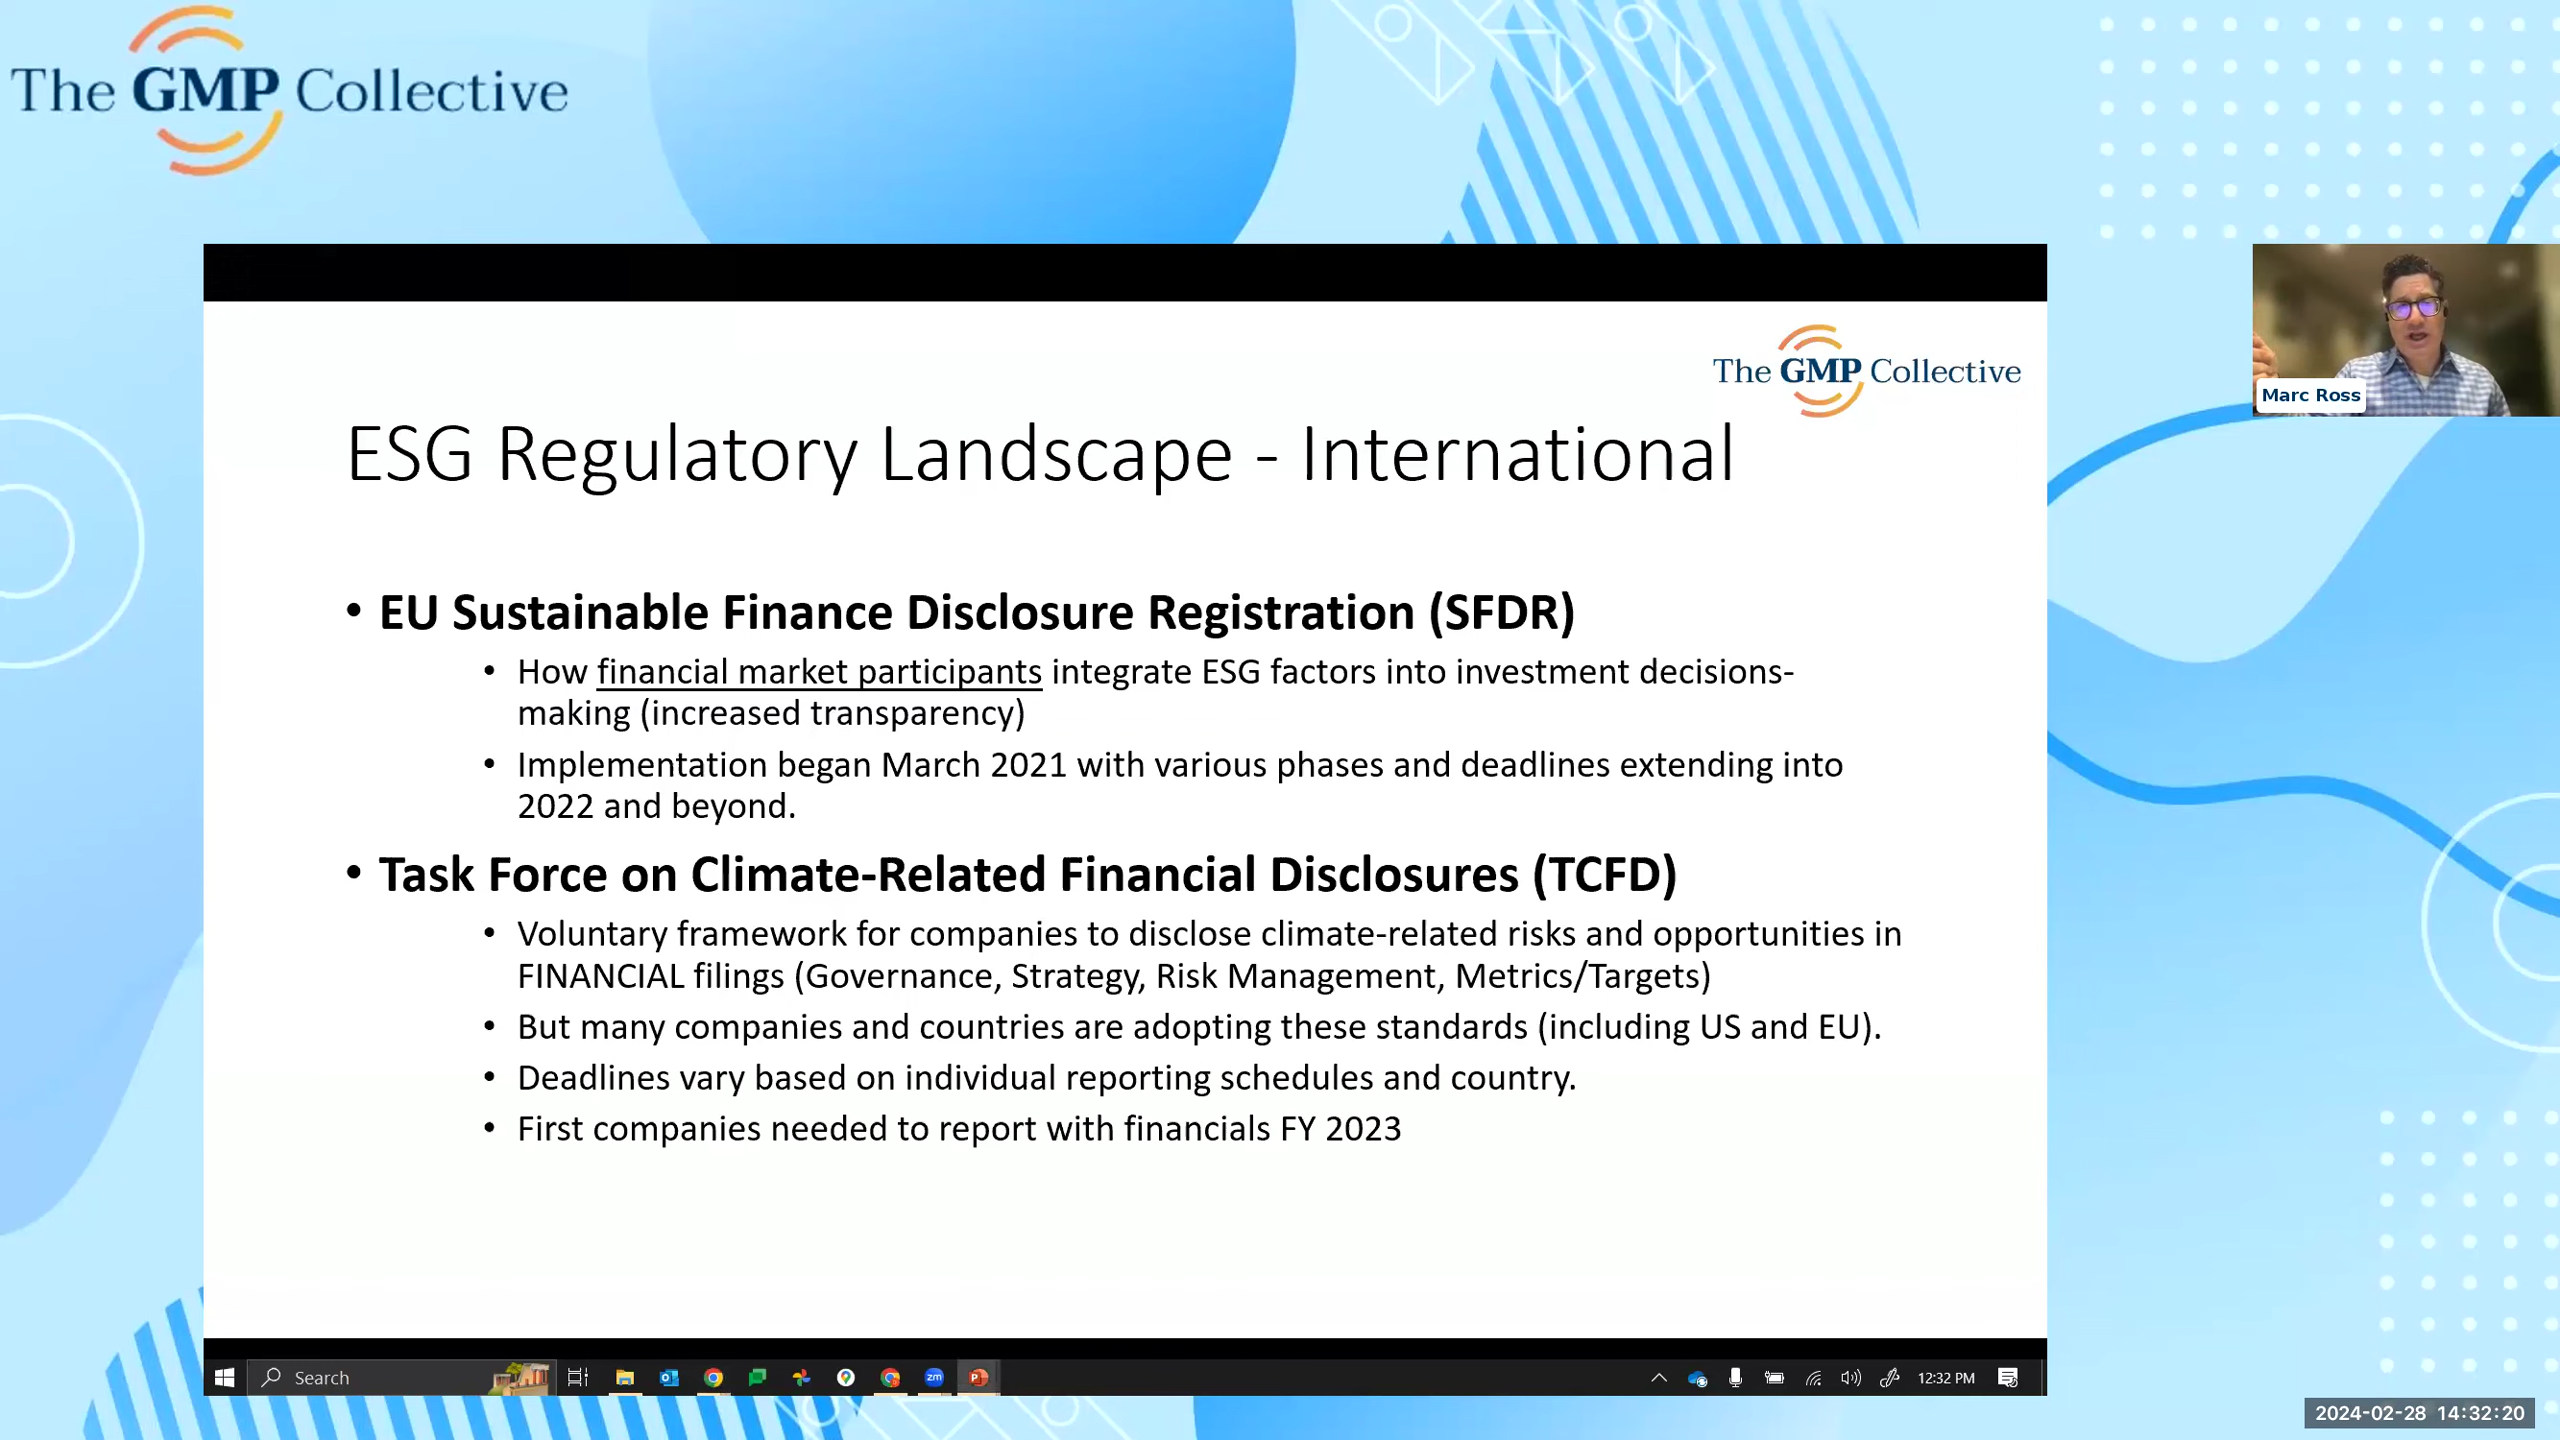 The GMP Collective
The GMP Collective
Marc Ross
ESG Regulatory Landscape - International
• EU Sustainable Finance Disclosure Registration (SFDR)
• How financial market participants integrate ESG factors into investment decisions-
making (increased transparency)
• Implementation began March 2021 with various phases and deadlines extending into
2022 and beyond.
• Task Force on Climate-Related Financial Disclosures (TCFD)
• Voluntary framework for companies to disclose climate-related risks and opportunities in
FINANCIAL filings (Governance, Strategy, Risk Management, Metrics/Targets)
• But many companies and countries are adopting these standards (including US and EU).
• Deadlines vary based on individual reporting schedules and country.
• First companies needed to report with financials FY 2023
Search
zm
12:32 PM
2024-02-28 14:32:20